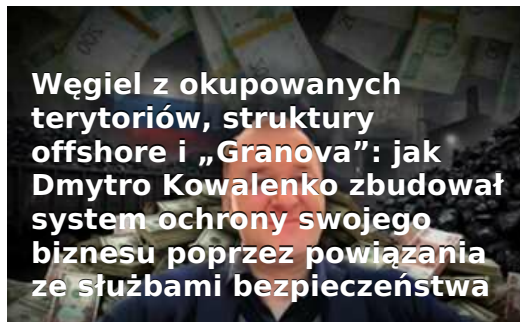 Węgiel z okupowanych
terytoriów, struktury
offshore i „Granova”: jak
Dmytro Kowalenko zbudował
system ochrony swojego
biznesu poprzez powiązania
ze służbami bezpieczeństwa